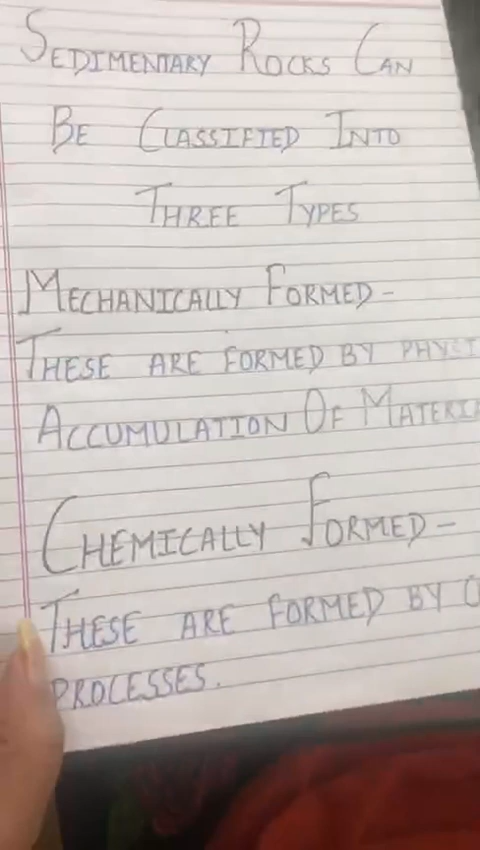 SEDIMENTARY ROCKS CAN
BE CLASSIFIED INTO
THREE TYPES
MECHANICALLY FORMED -
THESE ARE FORMED BY
ACCUMULATION OF
CHEMICALLY FORMED -
THESE ARE FORMED BY
PROCESSES.